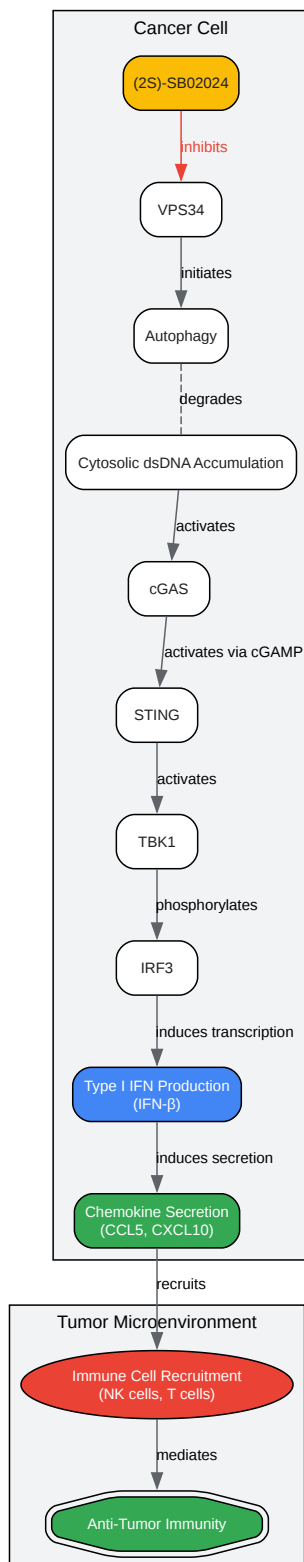 Cancer Cell
(2S)-SB02024
inhibits
VPS34
initiates
Autophagy
degrades
Cytosolic dsDNA Accumulation
activates
cGAS
activates via cGAMP
STING
activates
TBK1
phosphorylates
IRF3
induces transcription
Type I IFN Production
(IFN-β)
induces secretion
Chemokine Secretion
(CCL5, CXCL10)
recruits
Tumor Microenvironment
Immune Cell Recruitment
(NK cells, T cells)
mediates
Anti-Tumor Immunity